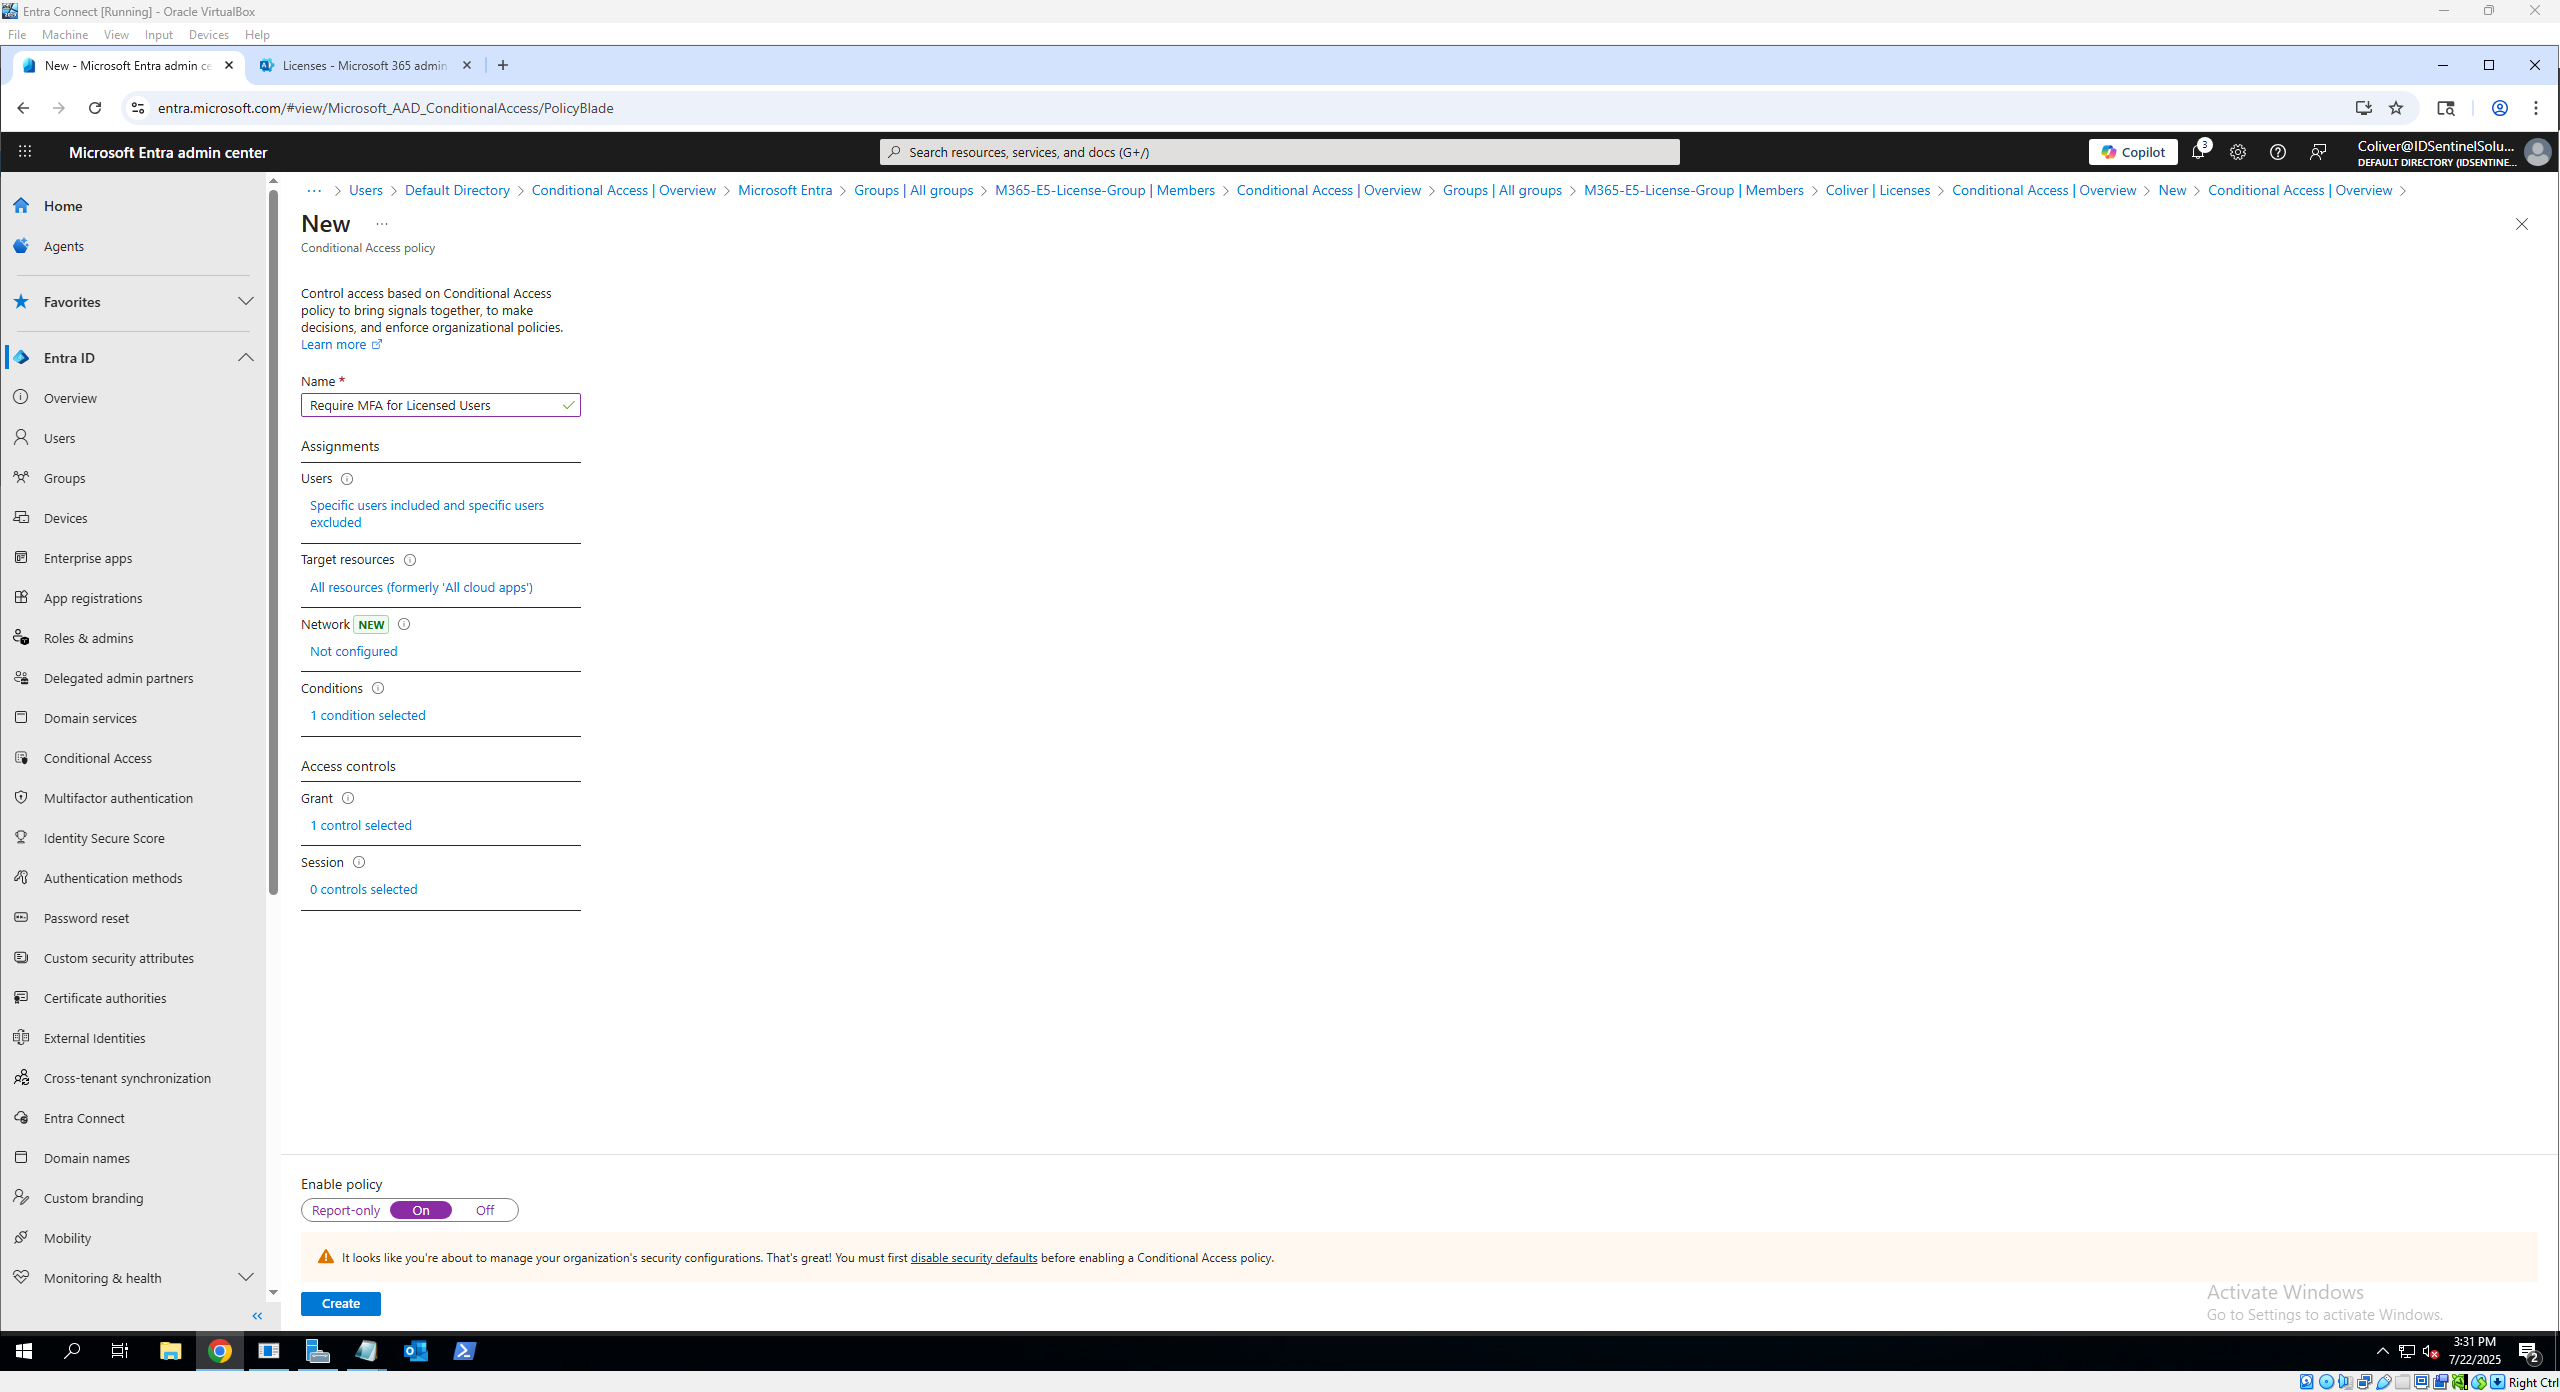 Entra Connect [Running] - Oracle VirtualBox
File Machine View Input Devices Help
New - Microsoft Entra admin ce
Licenses - Microsoft 365 admin
entra.microsoft.com/#view/Microsoft_AAD_ConditionalAccess/PolicyBlade
Microsoft Entra admin center
Search resources, services, and docs (G+/)
Copilot
3
Coliver@IDSentinelSolu...
DEFAULT DIRECTORY (IDSENTINE...
Home
Agents
Favorites
Entra ID
Overview
Users
Groups
Devices
Enterprise apps
App registrations
Roles & admins
Delegated admin partners
Domain services
Conditional Access
Multifactor authentication
Identity Secure Score
Authentication methods
Password reset
Custom security attributes
Certificate authorities
External Identities
Cross-tenant synchronization
Entra Connect
Domain names
Custom branding
Mobility
Monitoring & health
... > Users > Default Directory > Conditional Access | Overview > Microsoft Entra > Groups | All groups > M365-E5-License-Group | Members > Conditional Access | Overview > Groups | All groups > M365-E5-License-Group | Members > Coliver | Licenses > Conditional Access | Overview > New > Conditional Access | Overview >
New ...
Conditional Access policy
Control access based on Conditional Access
policy to bring signals together, to make
decisions, and enforce organizational policies.
Learn more
Name *
Require MFA for Licensed Users
Assignments
Users
Specific users included and specific users
excluded
Target resources
All resources (formerly 'All cloud apps')
Network NEW
Not configured
Conditions
1 condition selected
Access controls
Grant
1 control selected
Session
0 controls selected
Enable policy
Report-only On Off
It looks like you're about to manage your organization's security configurations. That's great! You must first disable security defaults before enabling a Conditional Access policy.
Create
Activate Windows
Go to Settings to activate Windows.
3:31 PM
7/22/2025
2
Right Ctrl